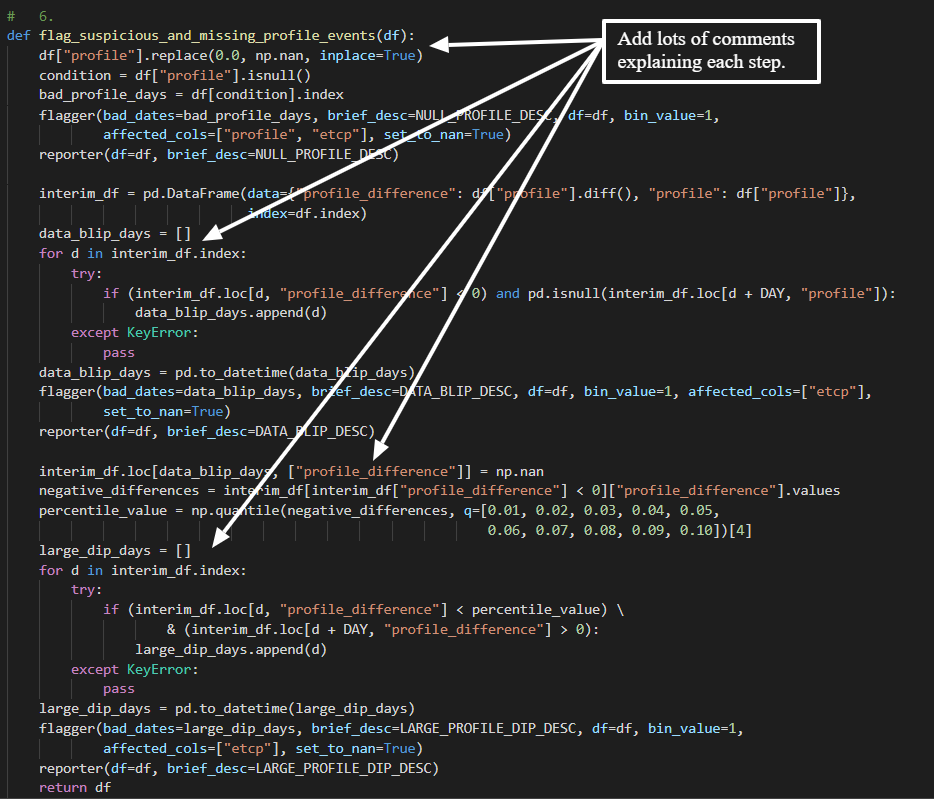 #   6.
def flag_suspicious_and_missing_profile_events(df):
    df["profile"].replace(0.0, np.nan, inplace=True)
    condition = df["profile"].isnull()
    bad_profile_days = df[condition].index
    flagger(bad_dates=bad_profile_days, brief_desc=NULL_PROFILE_DESC, df=df, bin_value=1,
            affected_cols=["profile", "etcp"], set_to_nan=True)
    reporter(df=df, brief_desc=NULL_PROFILE_DESC)
    interim_df = pd.DataFrame(data={"profile_difference": df["profile"].diff(), "profile": df["profile"]},
                              index=df.index)
    data_blip_days = []
    for d in interim_df.index:
        try:
            if (interim_df.loc[d, "profile_difference"] < 0) and pd.isnull(interim_df.loc[d + DAY, "profile"]):
                data_blip_days.append(d)
        except KeyError:
            pass
    data_blip_days = pd.to_datetime(data_blip_days)
    flagger(bad_dates=data_blip_days, brief_desc=DATA_BLIP_DESC, df=df, bin_value=1, affected_cols=["etcp"],
            set_to_nan=True)
    reporter(df=df, brief_desc=DATA_BLIP_DESC)
    interim_df.loc[data_blip_days, ["profile_difference"]] = np.nan
    negative_differences = interim_df[interim_df["profile_difference"] < 0]["profile_difference"].values
    percentile_value = np.quantile(negative_differences, q=[0.01, 0.02, 0.03, 0.04, 0.05,
                                                            0.06, 0.07, 0.08, 0.09, 0.10])[4]
    large_dip_days = []
    for d in interim_df.index:
        try:
            if (interim_df.loc[d, "profile_difference"] < percentile_value) \
                    & (interim_df.loc[d + DAY, "profile_difference"] > 0):
                large_dip_days.append(d)
        except KeyError:
            pass
    large_dip_days = pd.to_datetime(large_dip_days)
    flagger(bad_dates=large_dip_days, brief_desc=LARGE_PROFILE_DIP_DESC, df=df, bin_value=1,
            affected_cols=["etcp"], set_to_nan=True)
    reporter(df=df, brief_desc=LARGE_PROFILE_DIP_DESC)
    return df
Add lots of comments
explaining each step.